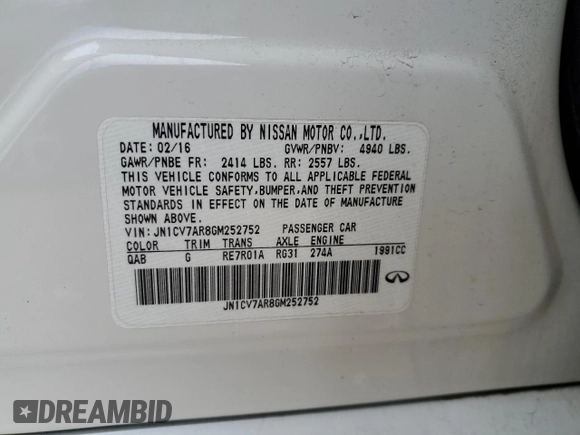 MANUFACTURED BY NISSAN MOTOR CO.,LTD.
DATE: 02/16 GVWR/PNBV: 4940 LBS.
GAWR/PNBE FR: 2414 LBS. RR: 2557 LBS.
THIS VEHICLE CONFORMS TO ALL APPLICABLE FEDERAL
MOTOR VEHICLE SAFETY,BUMPER,AND THEFT PREVENTION
STANDARDS IN EFFECT ON THE DATE OF MANUFACTURE
SHOWN ABOVE.
VIN: JN1CV7AR8GM252752 PASSENGER CAR
COLOR TRIM TRANS AXLE ENGINE
QAB G RE7R01A RG31 274A 1991CC
JN1CV7AR8GM252752
DREAMBID